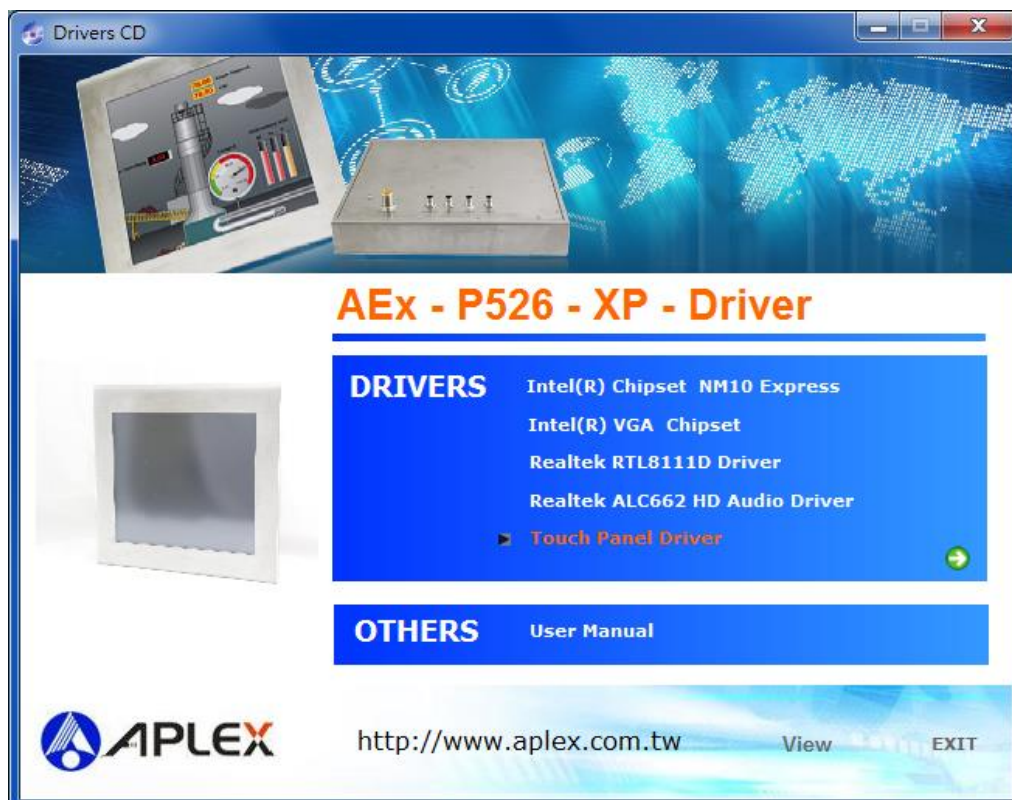 Drivers CD
AEx - P526 - XP - Driver
DRIVERS
Intel(R) Chipset NM10 Express
Intel(R) VGA Chipset
Realtek RTL8111D Driver
Realtek ALC662 HD Audio Driver
Touch Panel Driver
OTHERS
User Manual
APLEX
http://www.aplex.com.tw
View
EXIT